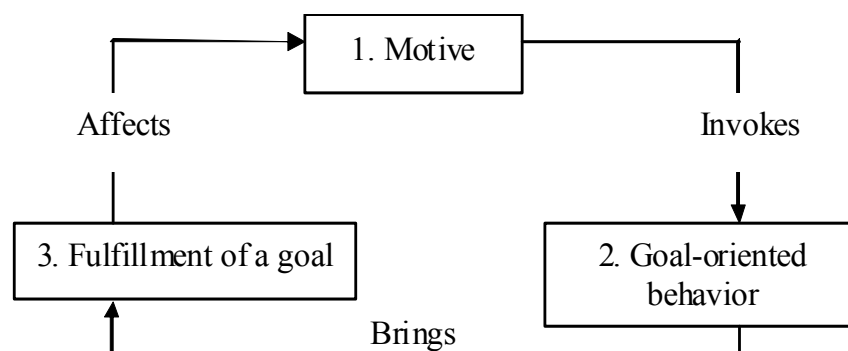 1. Motive
Affects
Invokes
3. Fulfillment of a goal
2. Goal-oriented
behavior
Brings